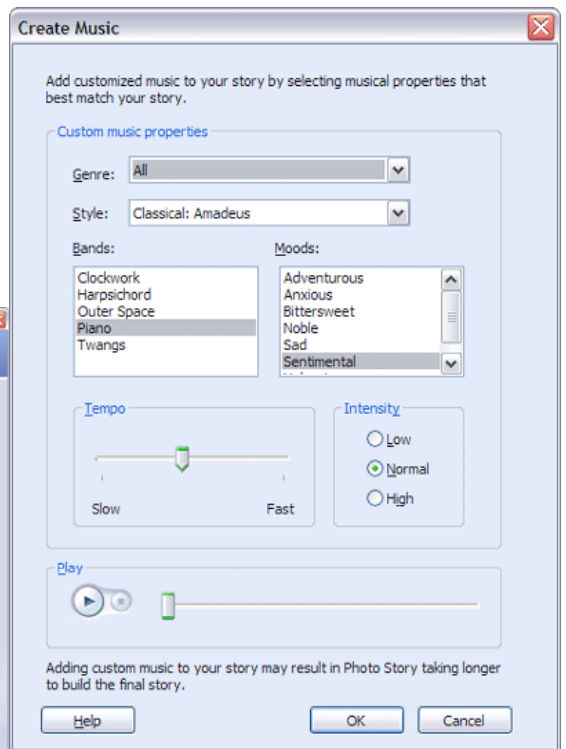 Create Music
Add customized music to your story by selecting musical properties that
best match your story.
Custom music properties
Genre: All
Style: Classical: Amadeus
Bands: Moods:
Clockwork Adventurous
Harpsichord Anxious
Outer Space Bittersweet
Piano Noble
Twangs Sad
Sentimental
Tempo Intensity
Low
Normal
Slow Fast High
Play
Adding custom music to your story may result in Photo Story taking longer
to build the final story.
Help OK Cancel